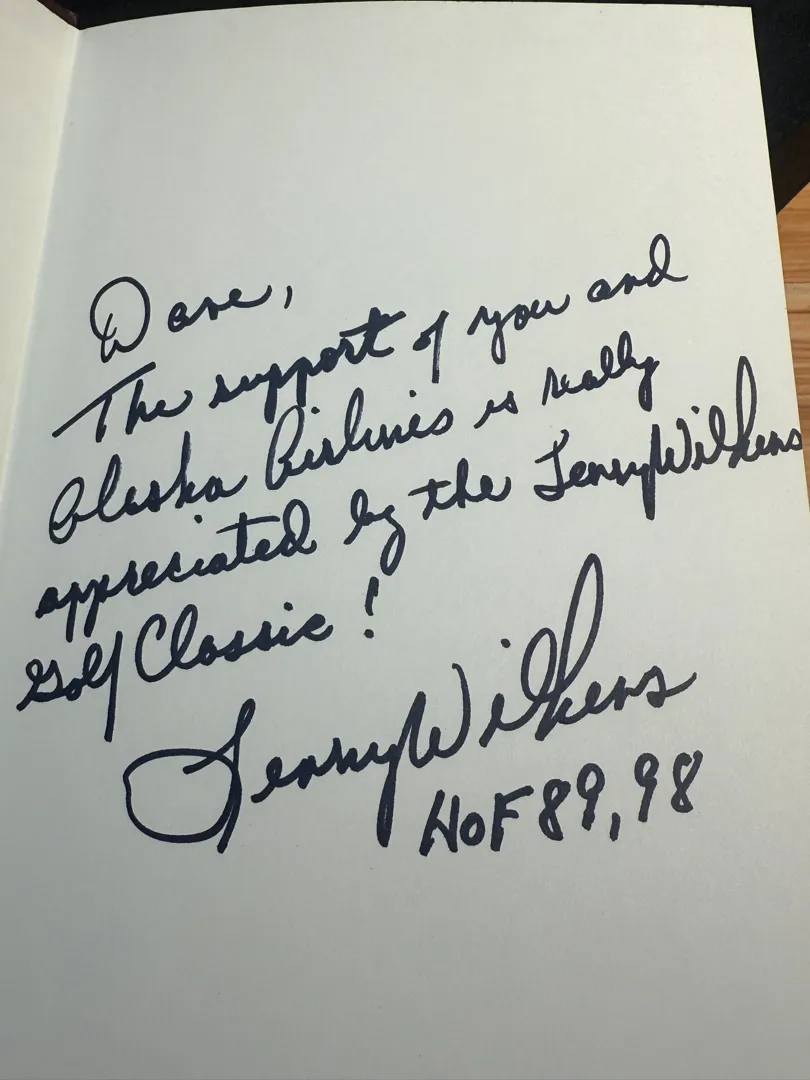 Dave,
The support of you and
Alaska Airlines is really
appreciated by the Lenny Wilkens
Golf Classic!
Lenny Wilkens
HOF 89, 98